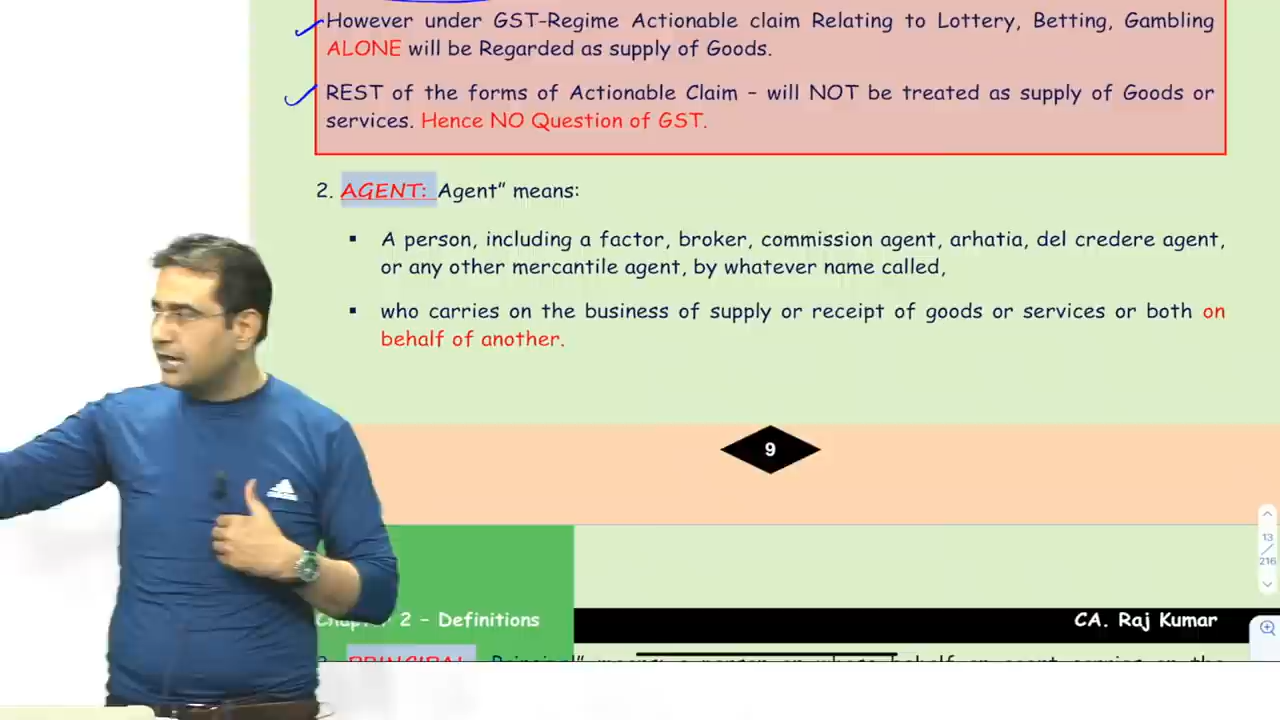 However under GST-Regime Actionable claim Relating to Lottery, Betting, Gambling
ALONE will be Regarded as supply of Goods.
REST of the forms of Actionable Claim – will NOT be treated as supply of Goods or
services. Hence NO Question of GST.
2. AGENT: Agent” means:
▪ A person, including a factor, broker, commission agent, arhatia, del credere agent,
or any other mercantile agent, by whatever name called,
▪ who carries on the business of supply or receipt of goods or services or both on
behalf of another.
9
13
/
216
2 – Definitions
CA. Raj Kumar
PRINCIPAL